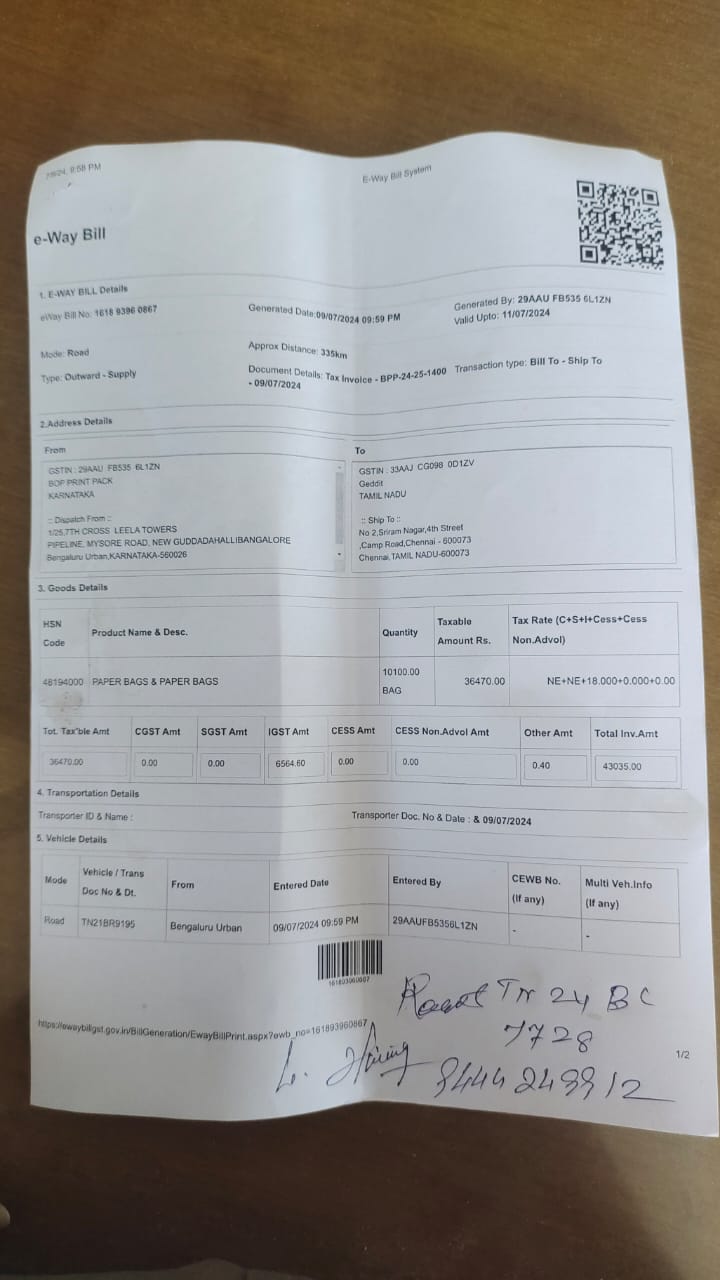 7/9/24, 9:58 PM
E-Way Bill System
e-Way Bill
1. E-WAY BILL Details
eWay Bill No: 1618 9396 0867
Generated Date:09/07/2024 09:59 PM
Generated By: 29AAU FB535 6L1ZN
Valid Upto: 11/07/2024
Mode: Road
Approx Distance: 335km
Type: Outward - Supply
Document Details: Tax Invoice - BPP-24-25-1400
- 09/07/2024
Transaction type: Bill To - Ship To
2.Address Details
From
GSTIN : 29AAU FB535 6L1ZN
BOP PRINT PACK
KARNATAKA
:: Dispatch From ::
1/25,7TH CROSS LEELA TOWERS
PIPELINE, MYSORE ROAD, NEW GUDDADAHALLIBANGALORE
Bengaluru Urban,KARNATAKA-560026
To
GSTIN : 33AAJ CG098 0D1ZV
Geddit
TAMIL NADU
:: Ship To ::
No 2,Sriram Nagar,4th Street
,Camp Road,Chennai - 600073
Chennai,TAMIL NADU-600073
3. Goods Details
HSN Code Product Name & Desc. Quantity Taxable Amount Rs. Tax Rate (C+S+I+Cess+Cess Non.Advol)
48194000 PAPER BAGS & PAPER BAGS 10100.00 BAG 36470.00 NE+NE+18.000+0.000+0.00
Tot. Tax'ble Amt CGST Amt SGST Amt IGST Amt CESS Amt CESS Non.Advol Amt Other Amt Total Inv.Amt
36470.00 0.00 0.00 6564.60 0.00 0.00 0.40 43035.00
4. Transportation Details
Transporter ID & Name :
Transporter Doc. No & Date : & 09/07/2024
5. Vehicle Details
Mode Vehicle / Trans Doc No & Dt. From Entered Date Entered By CEWB No. (If any) Multi Veh.Info (If any)
Road TN21BR9195 Bengaluru Urban 09/07/2024 09:59 PM 29AAUFB5356L1ZN - -
161893960867
https://ewaybillgst.gov.in/BillGeneration/EwayBillPrint.aspx?ewb_no=161893960867
TN 24 BC
7728
9444 249912
1/2